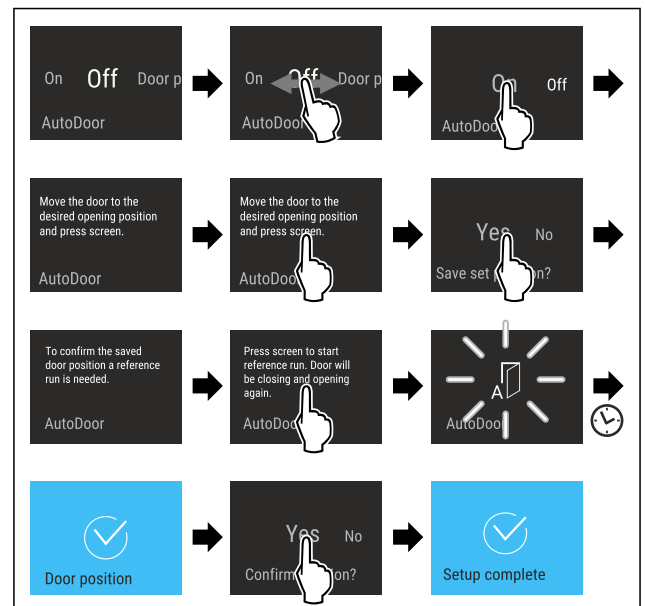 On Off Door p
AutoDoor
On Off Door p
AutoDoor
On Off
AutoDoo
Move the door to the
desired opening position
and press screen.
AutoDoor
Move the door to the
desired opening position
and press screen.
AutoDoo
Yes No
Save set p on?
To confirm the saved
door position a reference
run is needed.
AutoDoor
Press screen to start
reference run. Door will
be closing and opening
again.
AutoDoo
A
AutoDoo
Door position
Yes No
Confirm on?
Setup complete